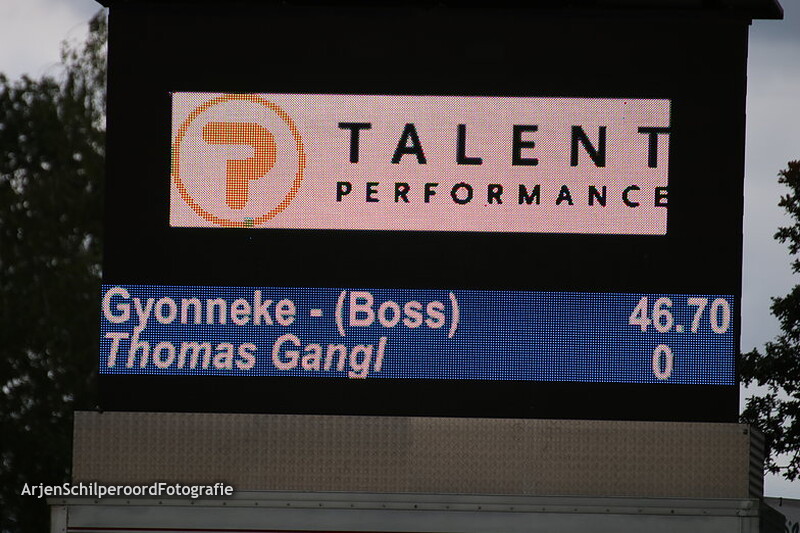 TALENT
PERFORMANCE
Gyonneke - (Boss) 46.70
Thomas Gangl 0
ArjenSchilperoordFotografie